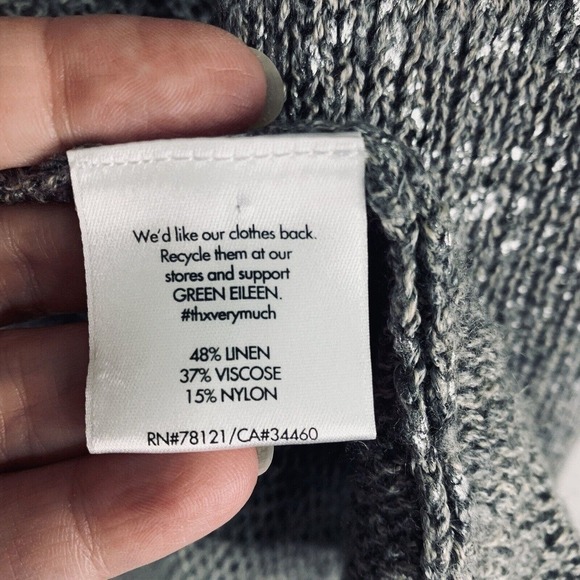 We'd like our clothes back.
Recycle them at our
stores and support
GREEN EILEEN.
#thxverymuch
48% LINEN
37% VISCOSE
15% NYLON
RN#78121/CA#34460